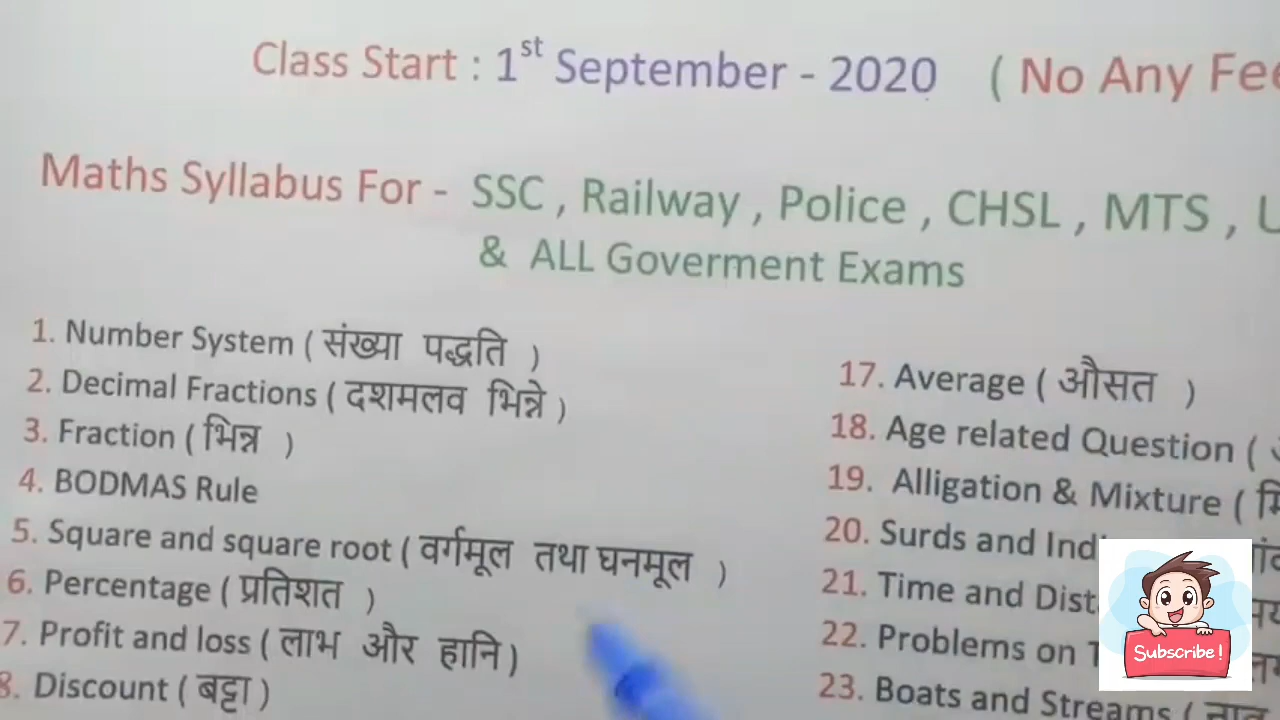 Class Start : 1st September - 2020 ( No Any Fee
Maths Syllabus For - SSC , Railway , Police , CHSL , MTS ,
& ALL Goverment Exams
1. Number System ( संख्या पद्धति )
2. Decimal Fractions ( दशमलव भिन्ने )
3. Fraction ( भिन्न )
4. BODMAS Rule
5. Square and square root ( वर्गमूल तथा घनमूल )
6. Percentage ( प्रतिशत )
7. Profit and loss ( लाभ और हानि )
8. Discount ( बट्टा )
17. Average ( औसत )
18. Age related Question (
19. Alligation & Mixture (
20. Surds and
21. Time and
22. Problems on
23. Boats and Streams ( नाव
Subscribe!